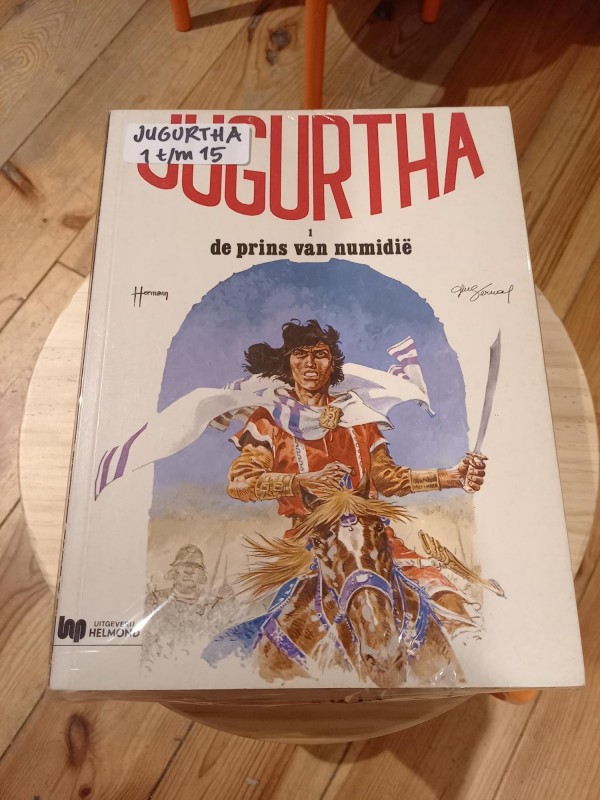 JUGURTHA
1 t/m 15
JUGURTHA
1
de prins van numidië
Hermann
UITGEVERIJ
HELMOND